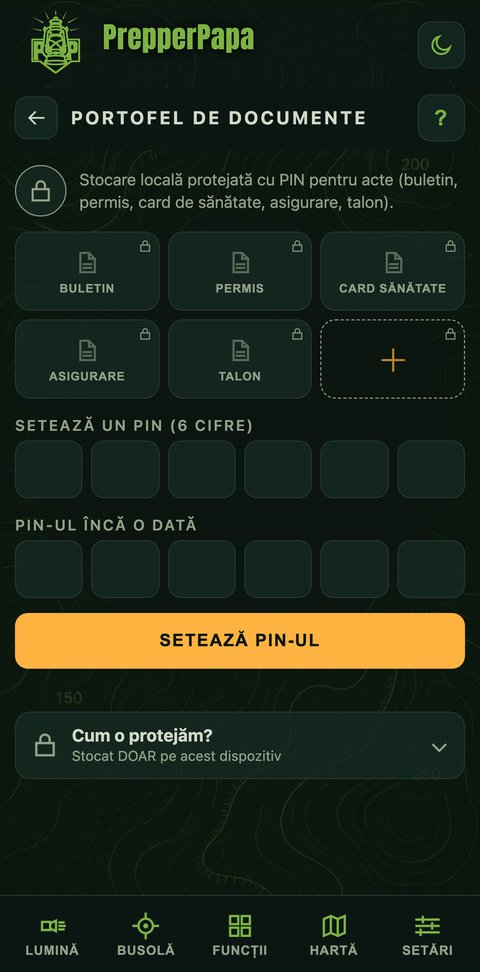 PrepperPapa
PORTOFEL DE DOCUMENTE
?
200
Stocare locală protejată cu PIN pentru acte (buletin,
permis, card de sănătate, asigurare, talon).
BULETIN
PERMIS
CARD SĂNĂTATE
ASIGURARE
TALON
SETEAZĂ UN PIN (6 CIFRE)
PIN-UL ÎNCĂ O DATĂ
SETEAZĂ PIN-UL
150
Cum o protejăm?
Stocat DOAR pe acest dispozitiv
250
LUMINĂ
BUSOLĂ
FUNCȚII
HARTĂ
SETĂRI